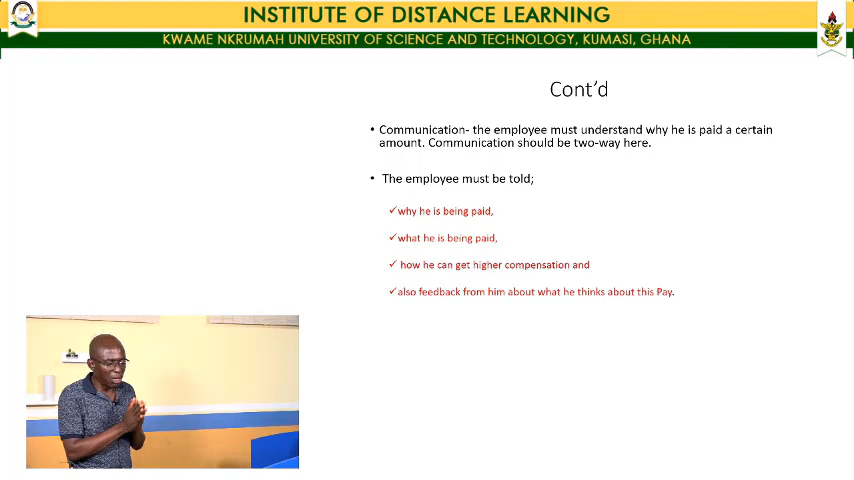 INSTITUTE OF DISTANCE LEARNING
KWAME NKRUMAH UNIVERSITY OF SCIENCE AND TECHNOLOGY, KUMASI, GHANA
Cont’d
• Communication- the employee must understand why he is paid a certain
amount. Communication should be two-way here.
• The employee must be told;
✓why he is being paid,
✓what he is being paid,
✓ how he can get higher compensation and
✓also feedback from him about what he thinks about this Pay.